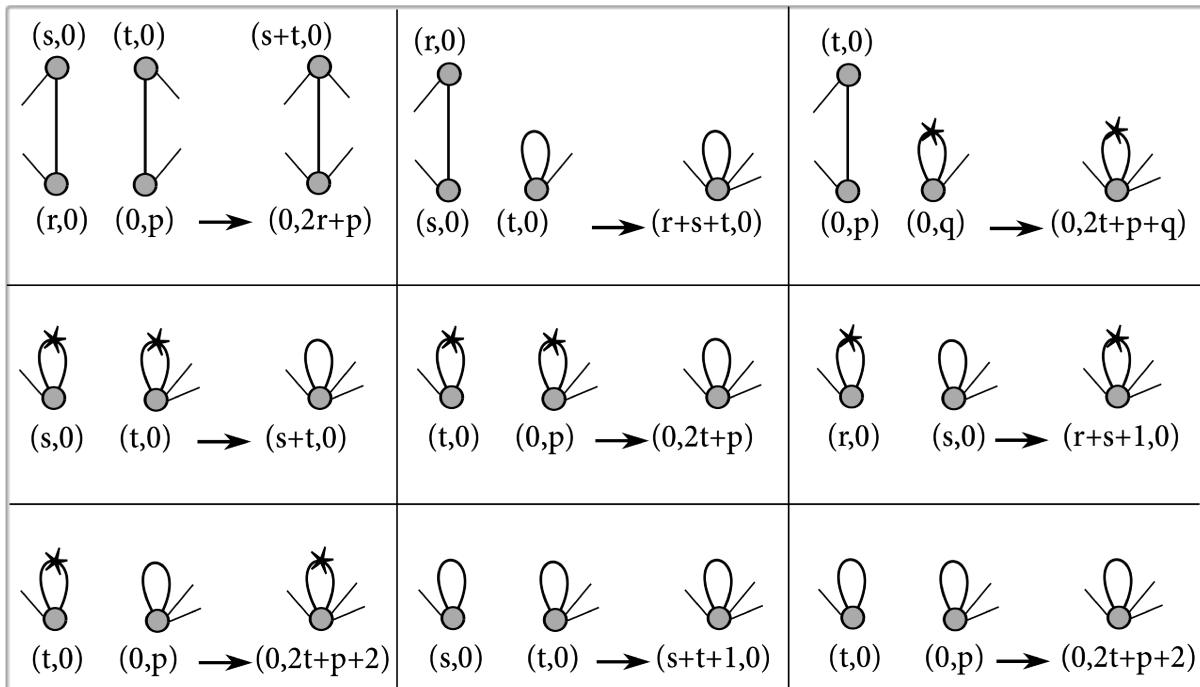 (s,0) (t,0) (s+t,0)
(r,0) (0,p) (0,2r+p)
(r,0)
(s,0) (t,0) (r+s+t,0)
(t,0)
(0,p) (0,q) (0,2t+p+q)
(s,0) (t,0) (s+t,0)
(t,0) (0,p) (0,2t+p)
(r,0) (s,0) (r+s+1,0)
(t,0) (0,p) (0,2t+p+2)
(s,0) (t,0) (s+t+1,0)
(t,0) (0,p) (0,2t+p+2)